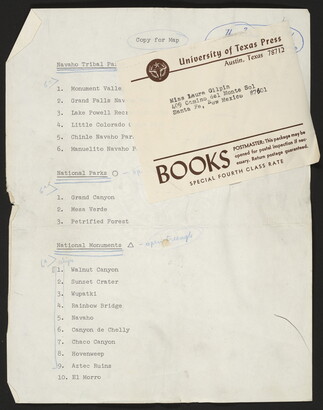 Copy for Map
Navaho Tribal Pa
1. Monument Valle
2. Grand Falls Nav
3. Lake Powell Rec
4. Little Colorado
5. Chinle Navaho Par
6. Manuelito Navaho P
University of Texas Press
Austin, Texas 78712
Miss Laura Gilpin
409 Camino del Monte Sol
Santa Fe, New Mexico 87501
BOOKS
POSTMASTER: This package may be
opened for postal inspection if nec-
essary. Return postage guaranteed.
SPECIAL FOURTH CLASS RATE
National Parks
1. Grand Canyon
2. Mesa Verde
3. Petrified Forest
National Monuments
1. Walnut Canyon
2. Sunset Crater
3. Wupatki
4. Rainbow Bridge
5. Navaho
6. Canyon de Chelly
7. Chaco Canyon
8. Hovenweep
9. Aztec Ruins
10. El Morro